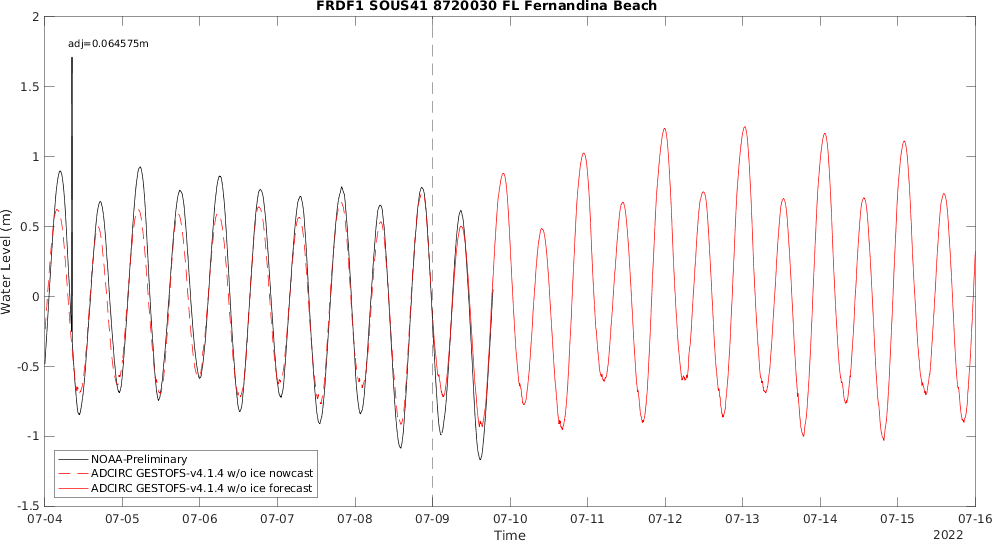 FRDF1 SOUS41 8720030 FL Fernandina Beach
adj=0.064575m
2
1.5
1
0.5
0
-0.5
-1
-1.5
Water Level (m)
NOAA-Preliminary
ADCIRC GESTOFS-v4.1.4 w/o ice nowcast
ADCIRC GESTOFS-v4.1.4 w/o ice forecast
07-04 07-05 07-06 07-07 07-08 07-09 07-10 07-11 07-12 07-13 07-14 07-15 07-16
Time
2022